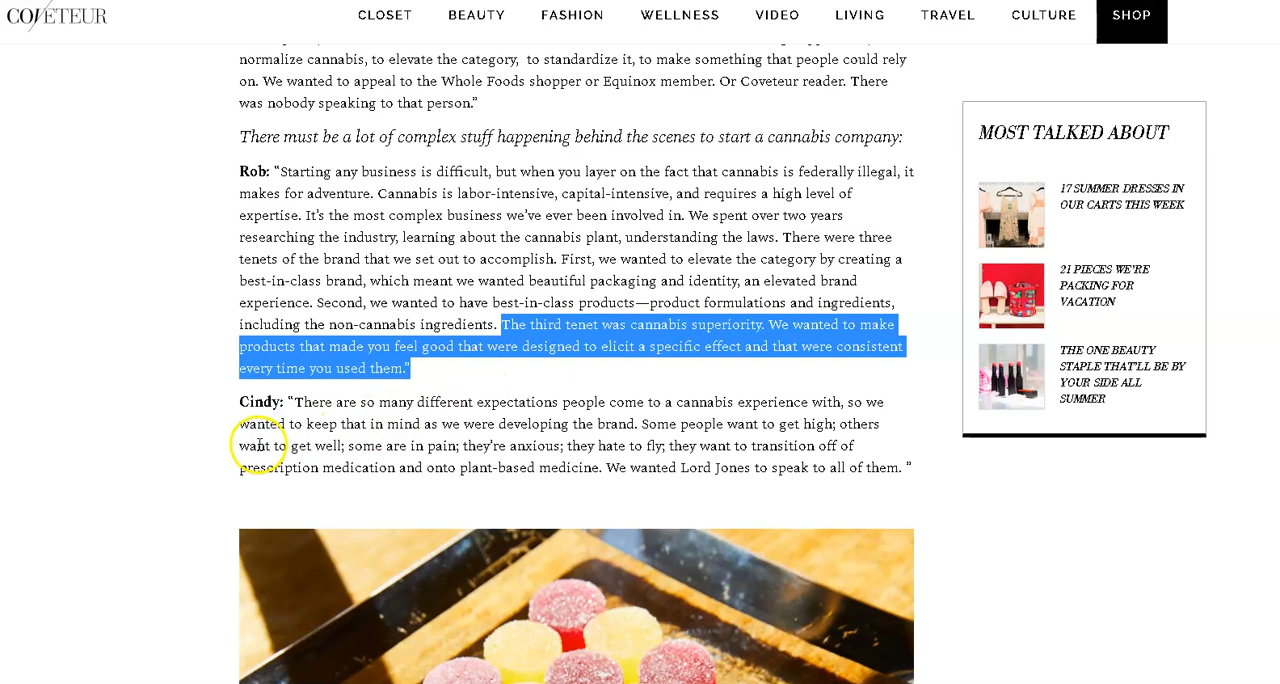 COVETEUR
CLOSET BEAUTY FASHION WELLNESS VIDEO LIVING TRAVEL CULTURE SHOP
normalize cannabis, to elevate the category, to standardize it, to make something that people could rely
on. We wanted to appeal to the Whole Foods shopper or Equinox member. Or Coveteur reader. There
was nobody speaking to that person.”
There must be a lot of complex stuff happening behind the scenes to start a cannabis company:
Rob: “Starting any business is difficult, but when you layer on the fact that cannabis is federally illegal, it
makes for adventure. Cannabis is labor-intensive, capital-intensive, and requires a high level of
expertise. It’s the most complex business we’ve ever been involved in. We spent over two years
researching the industry, learning about the cannabis plant, understanding the laws. There were three
tenets of the brand that we set out to accomplish. First, we wanted to elevate the category by creating a
best-in-class brand, which meant we wanted beautiful packaging and identity, an elevated brand
experience. Second, we wanted to have best-in-class products—product formulations and ingredients,
including the non-cannabis ingredients. The third tenet was cannabis superiority. We wanted to make
products that made you feel good that were designed to elicit a specific effect and that were consistent
every time you used them.”
Cindy: “There are so many different expectations people come to a cannabis experience with, so we
wanted to keep that in mind as we were developing the brand. Some people want to get high; others
want to get well; some are in pain; they’re anxious; they hate to fly; they want to transition off of
prescription medication and onto plant-based medicine. We wanted Lord Jones to speak to all of them. ”
MOST TALKED ABOUT
17 SUMMER DRESSES IN
OUR CARTS THIS WEEK
21 PIECES WE’RE
PACKING FOR
VACATION
THE ONE BEAUTY
STAPLE THAT’LL BE BY
YOUR SIDE ALL
SUMMER